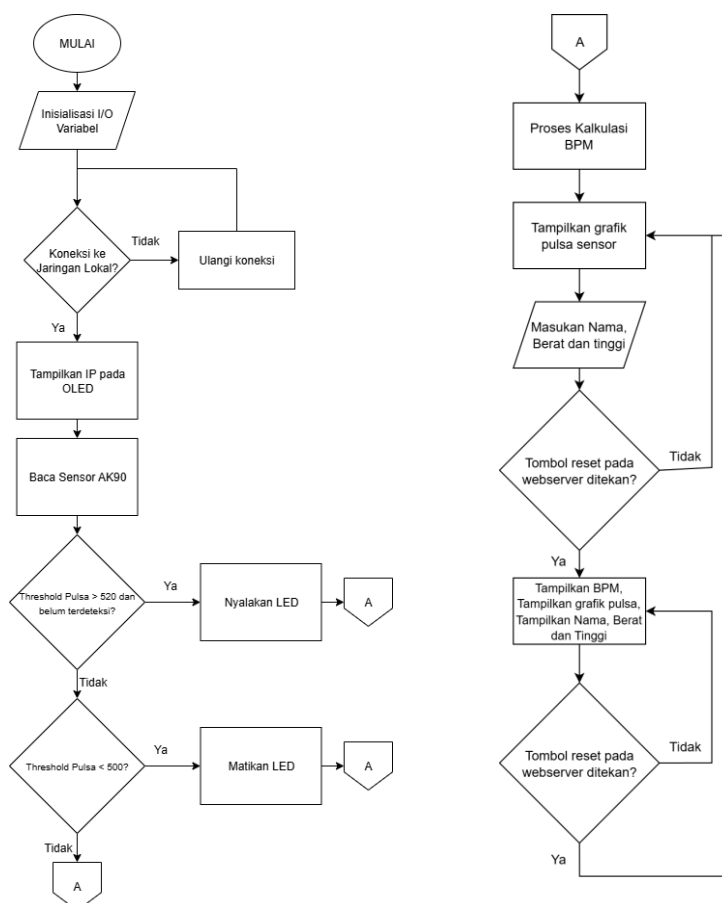 MULAI
Inisialisasi I/O
Variabel
Koneksi ke
Jaringan Lokal?
Tidak
Ulangi koneksi
Ya
Tampilkan IP pada
OLED
Baca Sensor AK90
Threshold Pulsa > 520 dan
belum terdeteksi?
Ya
Nyalakan LED
A
Tidak
Threshold Pulsa < 500?
Ya
Matikan LED
A
Tidak
A
A
Proses Kalkulasi
BPM
Tampilkan grafik
pulsa sensor
Masukan Nama,
Berat dan tinggi
Tombol reset pada
webserver ditekan?
Tidak
Ya
Tampilkan BPM,
Tampilkan grafik pulsa,
Tampilkan Nama, Berat
dan Tinggi
Tombol reset pada
webserver ditekan?
Tidak
Ya